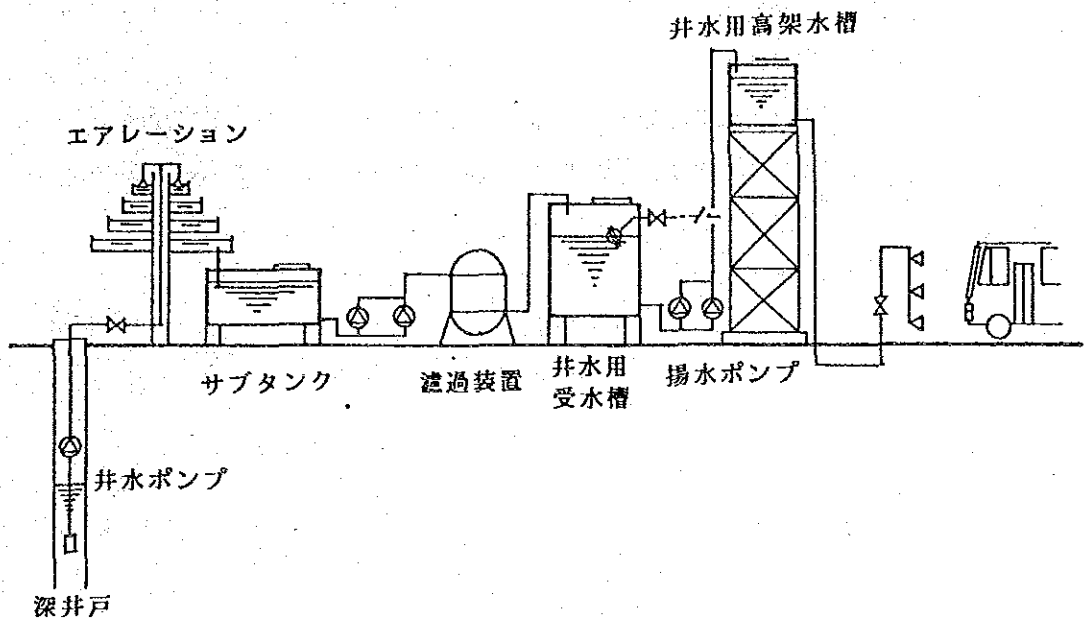 井水用高架水槽
エアレーション
サブタンク
濾過装置
井水用
受水槽
揚水ポンプ
井水ポンプ
深井戸